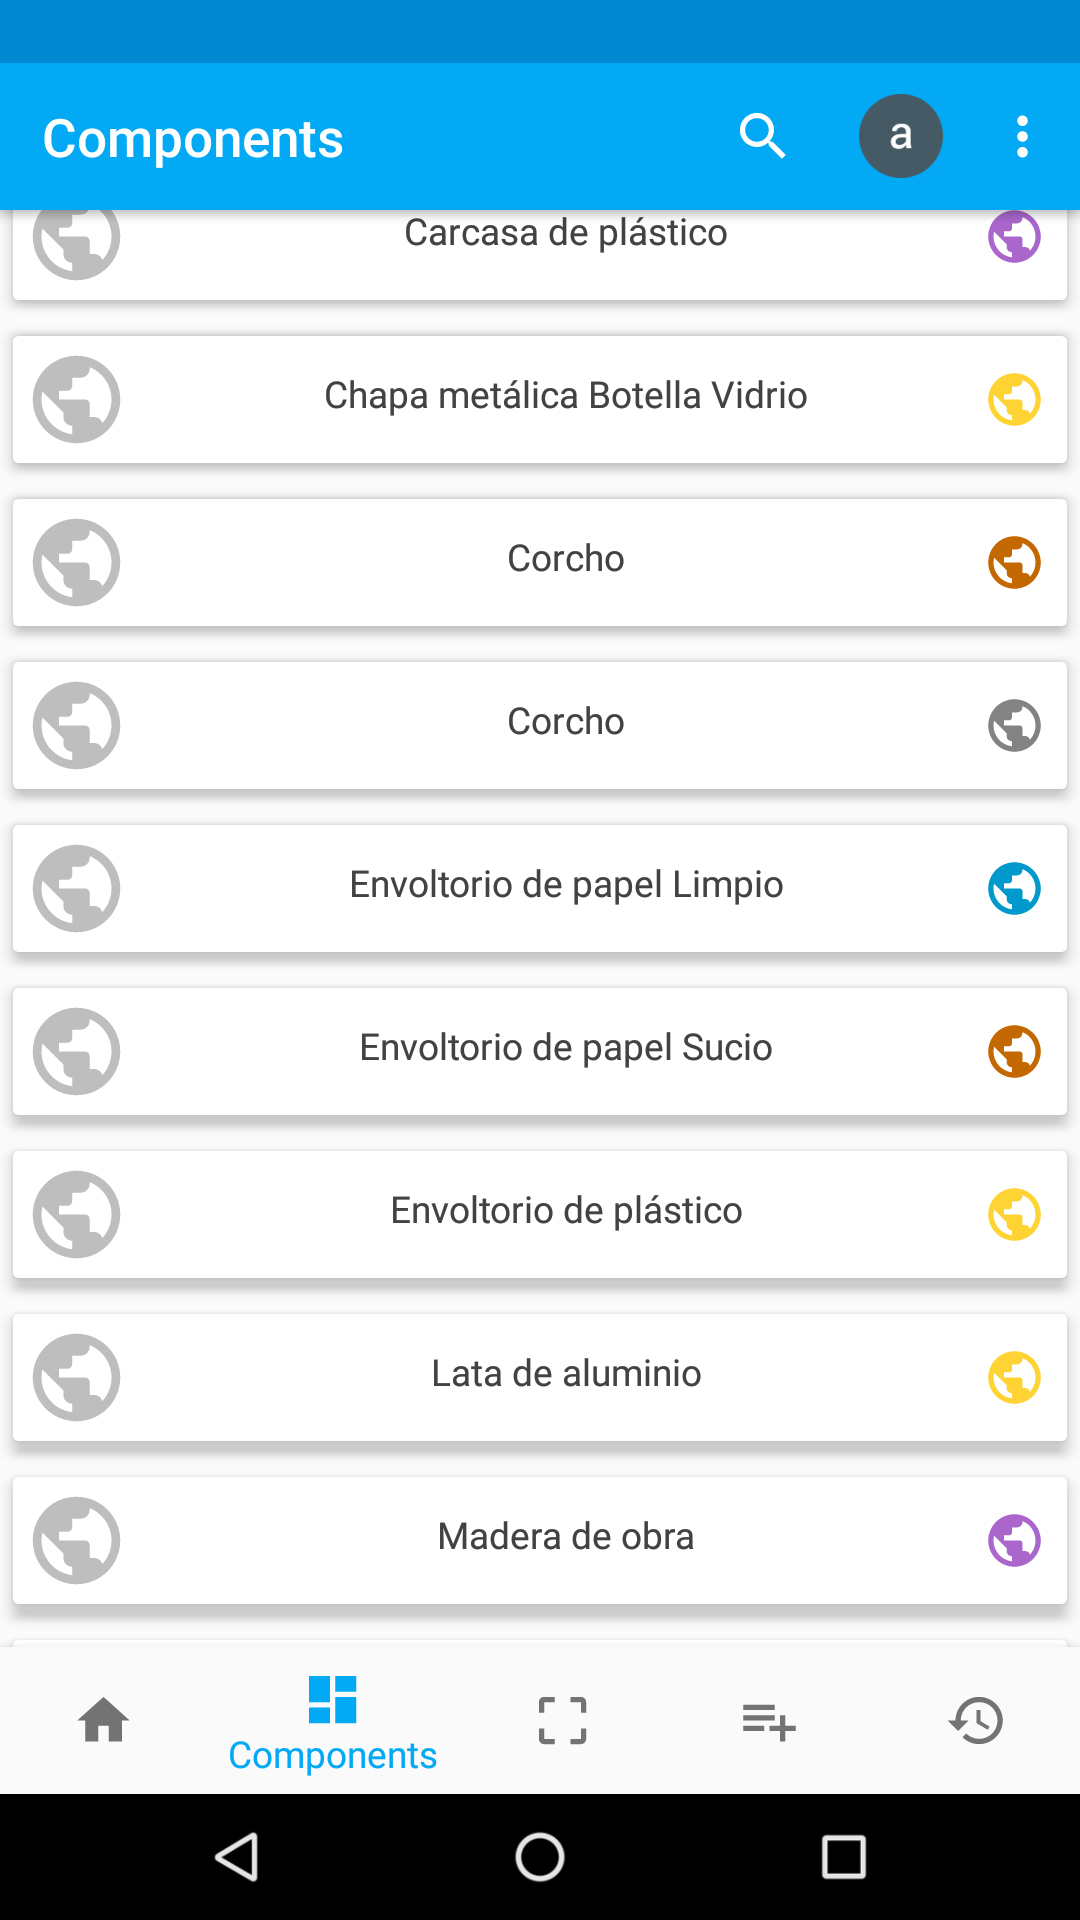 Components
a
Carcasa de plástico
Chapa metálica Botella Vidrio
Corcho
Corcho
Envoltorio de papel Limpio
Envoltorio de papel Sucio
Envoltorio de plástico
Lata de aluminio
Madera de obra
Components